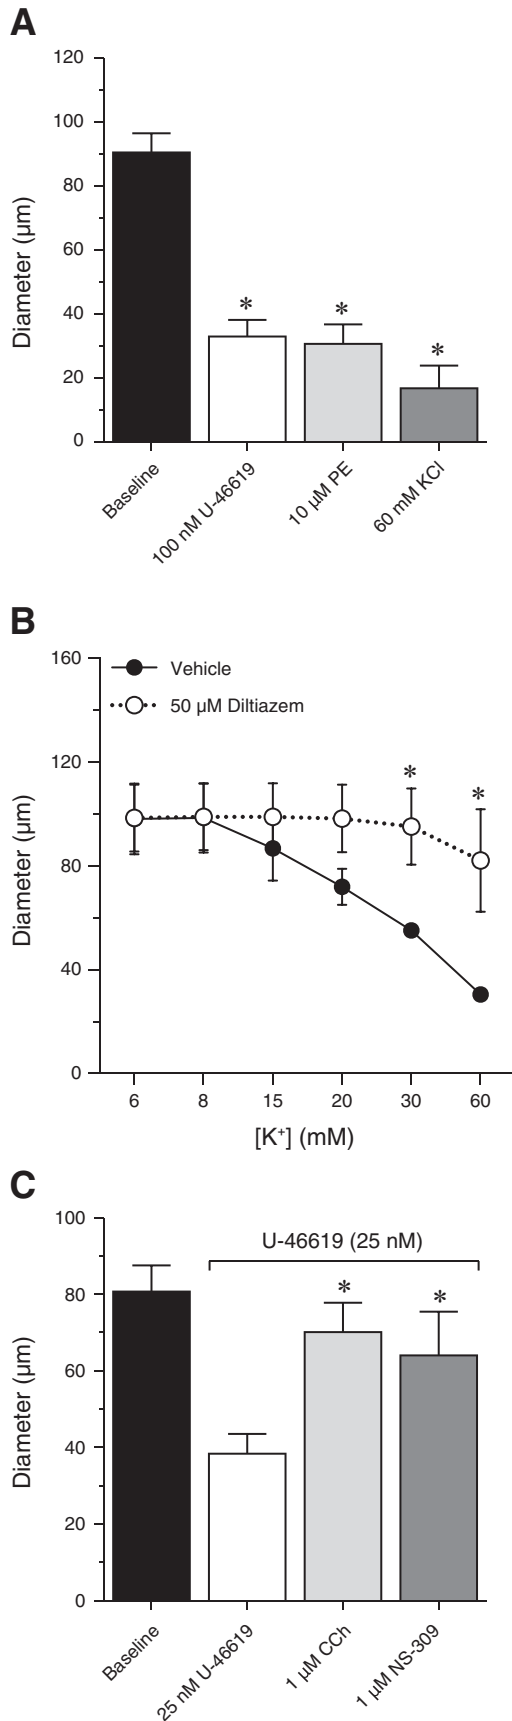 A
120
100
80
60
40
20
0
Diameter (µm)
*
*
*
Baseline
100 nM U-46619
10 µM PE
60 mM KCl
B
160
120
80
40
0
Diameter (µm)
Vehicle
50 µM Diltiazem
*
*
6 8 15 20 30 60
[K⁺] (mM)
C
100
80
60
40
20
0
Diameter (µm)
U-46619 (25 nM)
*
*
Baseline
25 nM U-46619
1 µM CCh
1 µM NS-309